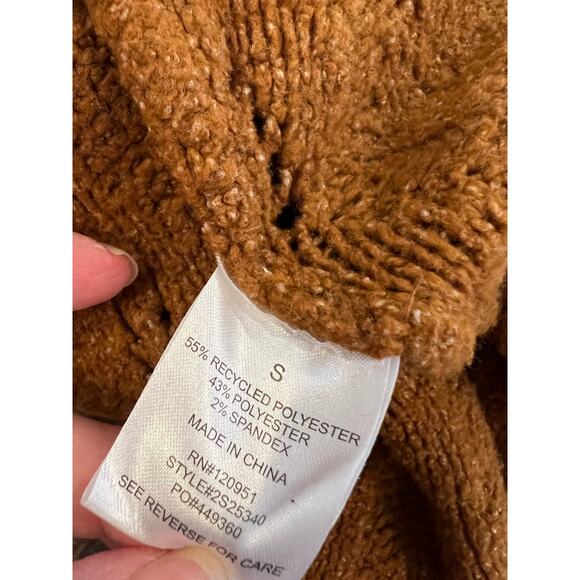 S
55% RECYCLED POLYESTER
43% POLYESTER
2% SPANDEX
MADE IN CHINA
RN#120951
STYLE#2S25340
PO#449360
SEE REVERSE FOR CARE